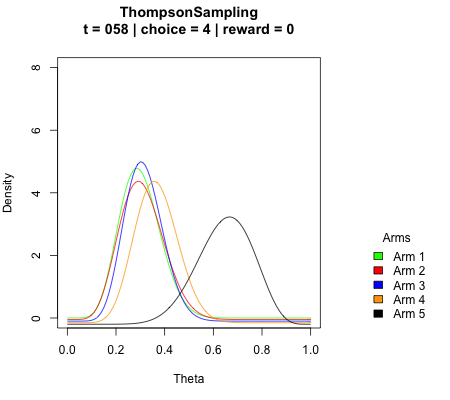 ThompsonSampling
t = 058 | choice = 4 | reward = 0
Density
8
6
4
2
0
0.0 0.2 0.4 0.6 0.8 1.0
Theta
Arms
Arm 1
Arm 2
Arm 3
Arm 4
Arm 5